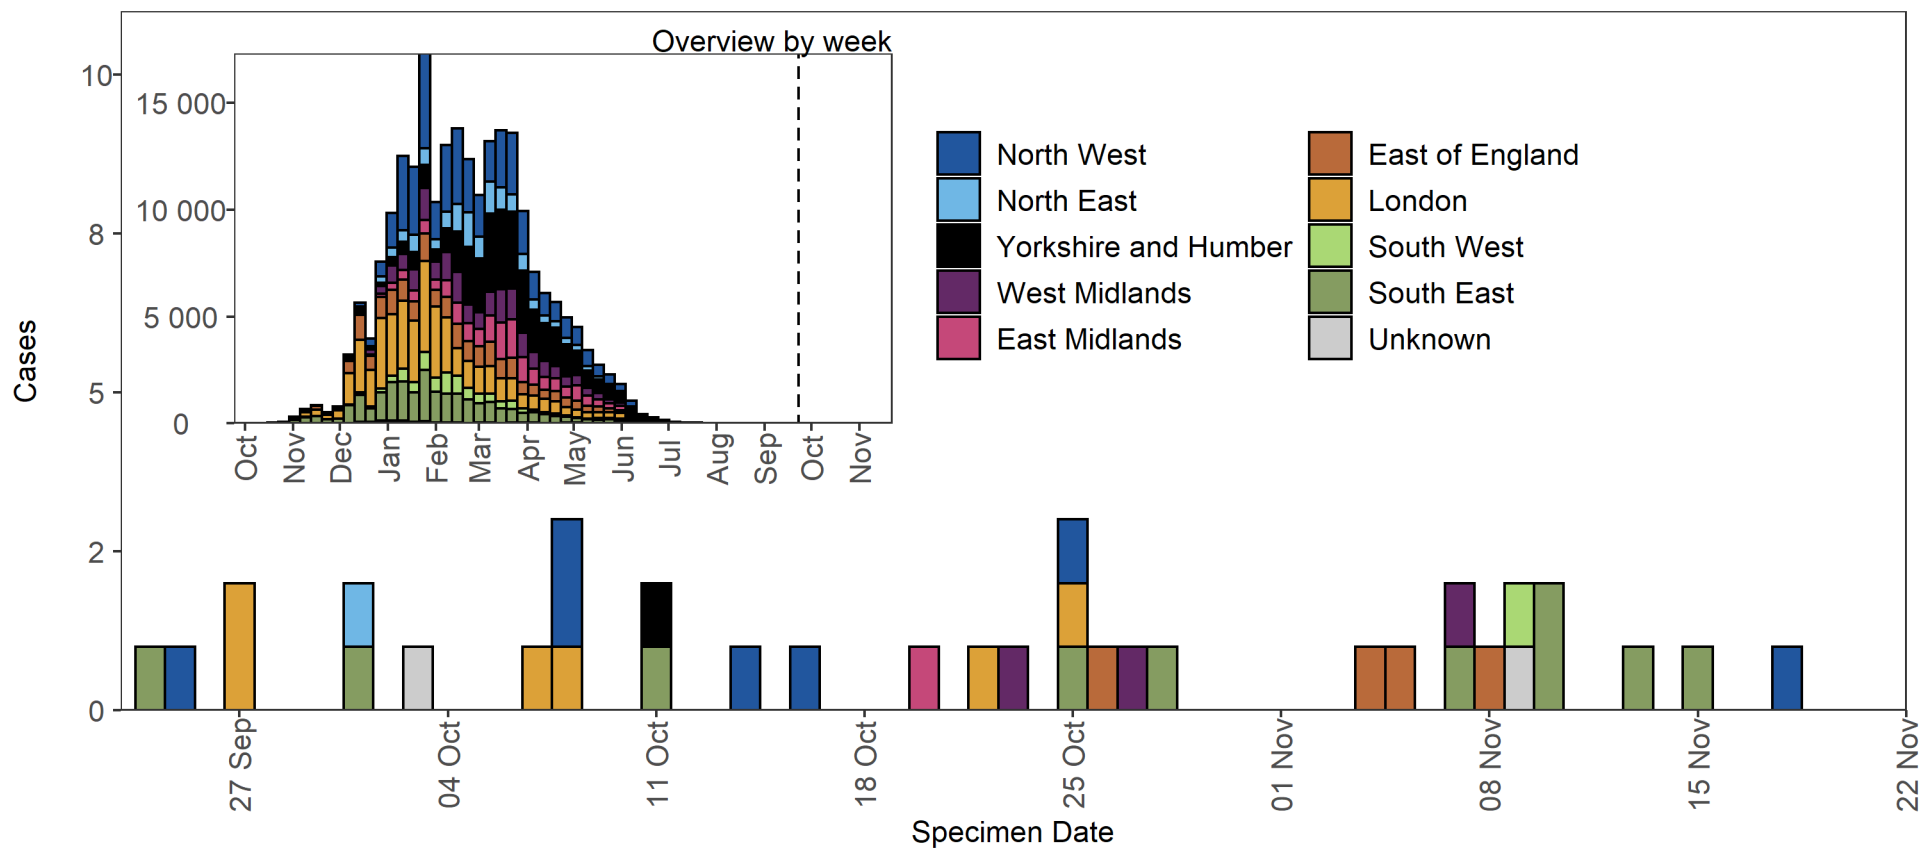 Overview by week
10
8
5
2
0
Cases
15 000
10 000
5 000
0
Oct
Nov
Dec
Jan
Feb
Mar
Apr
May
Jun
Jul
Aug
Sep
Oct
Nov
North West
North East
Yorkshire and Humber
West Midlands
East Midlands
East of England
London
South West
South East
Unknown
27 Sep
04 Oct
11 Oct
18 Oct
25 Oct
01 Nov
08 Nov
15 Nov
22 Nov
Specimen Date